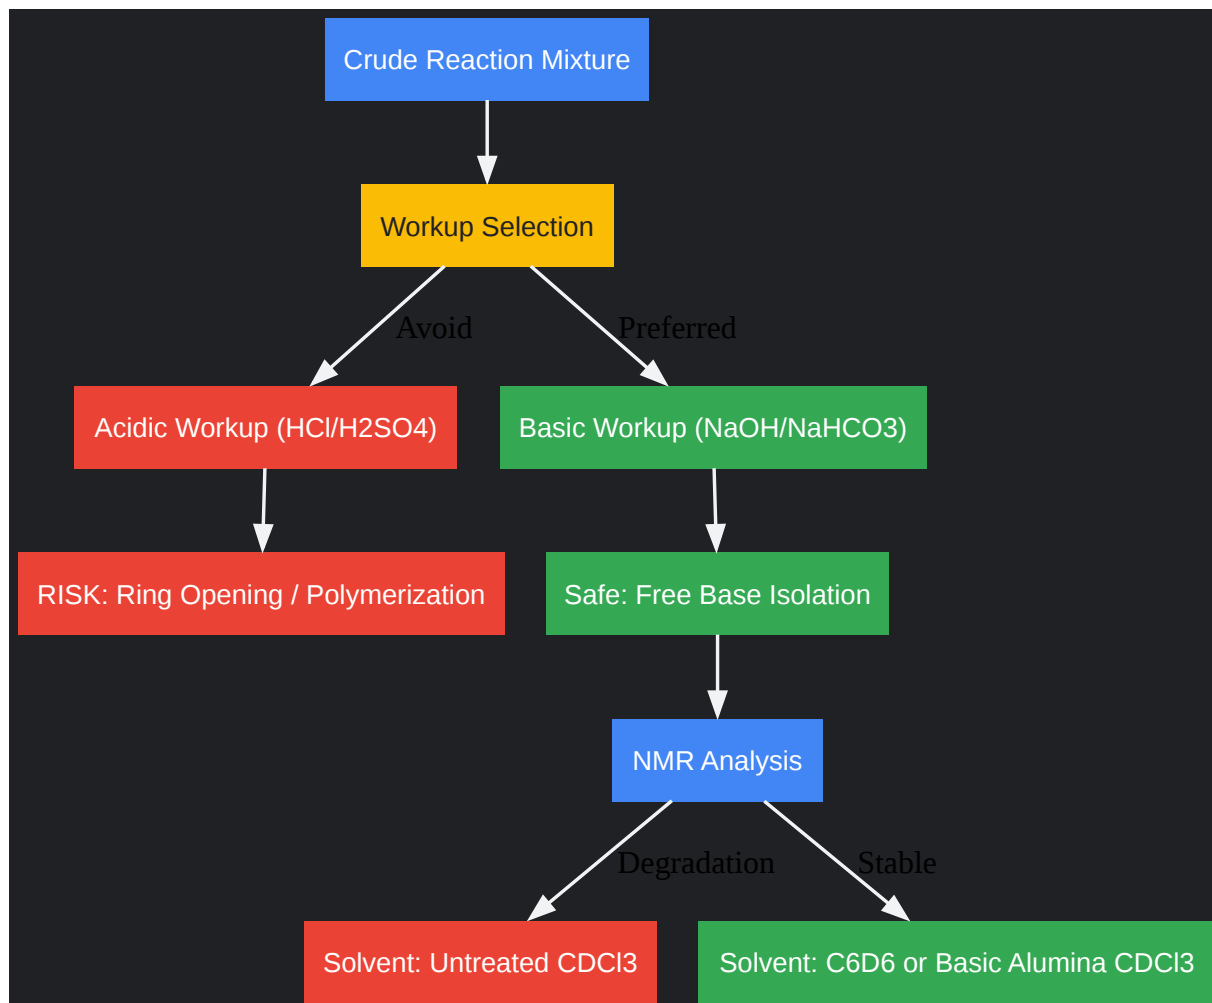 Crude Reaction Mixture
Workup Selection
Avoid
Preferred
Acidic Workup (HCl/H2SO4)
Basic Workup (NaOH/NaHCO3)
RISK: Ring Opening / Polymerization
Safe: Free Base Isolation
NMR Analysis
Degradation
Stable
Solvent: Untreated CDCl3
Solvent: C6D6 or Basic Alumina CDCl3